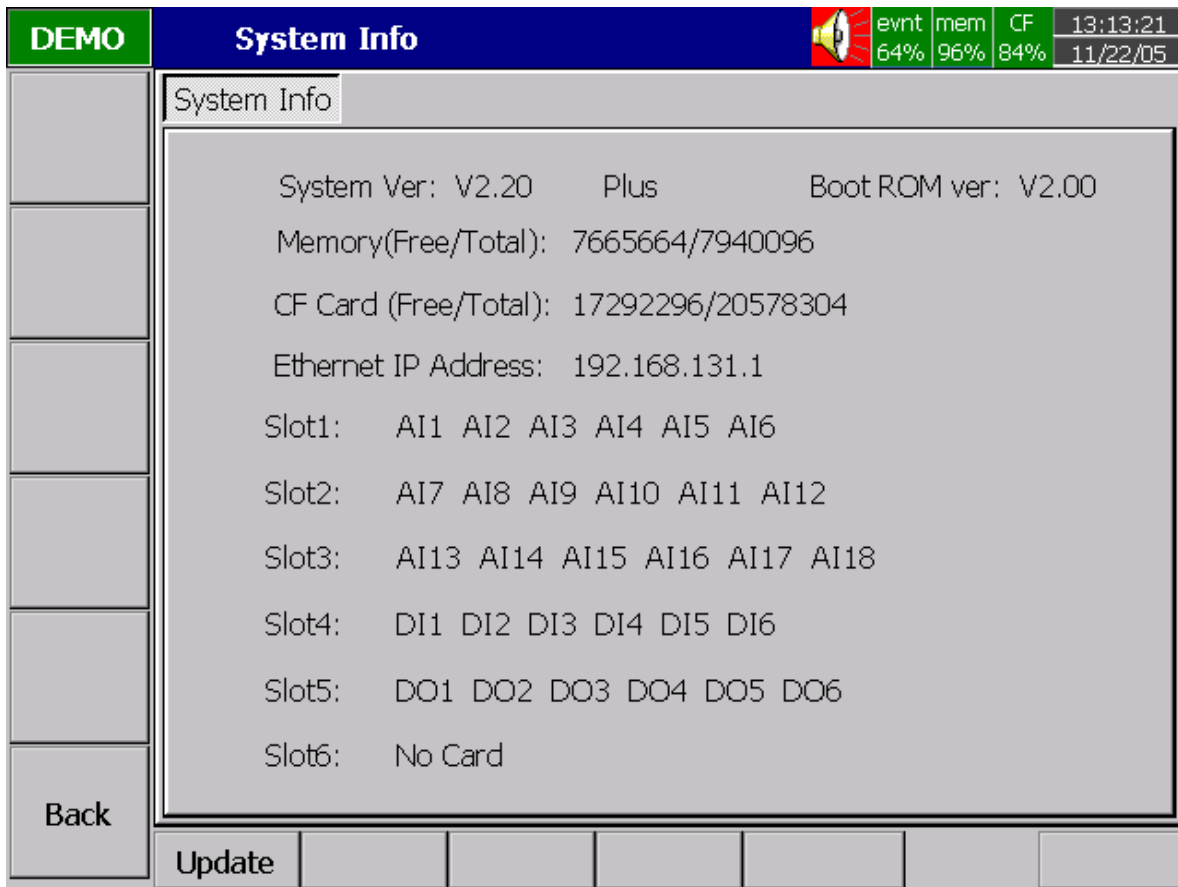 DEMO System Info evnt mem CF 13:13:21
64% 96% 84% 11/22/05
System Info
System Ver: V2.20 Plus Boot ROM ver: V2.00
Memory(Free/Total): 7665664/7940096
CF Card (Free/Total): 17292296/20578304
Ethernet IP Address: 192.168.131.1
Slot1: AI1 AI2 AI3 AI4 AI5 AI6
Slot2: AI7 AI8 AI9 AI10 AI11 AI12
Slot3: AI13 AI14 AI15 AI16 AI17 AI18
Slot4: DI1 DI2 DI3 DI4 DI5 DI6
Slot5: DO1 DO2 DO3 DO4 DO5 DO6
Slot6: No Card
Back
Update